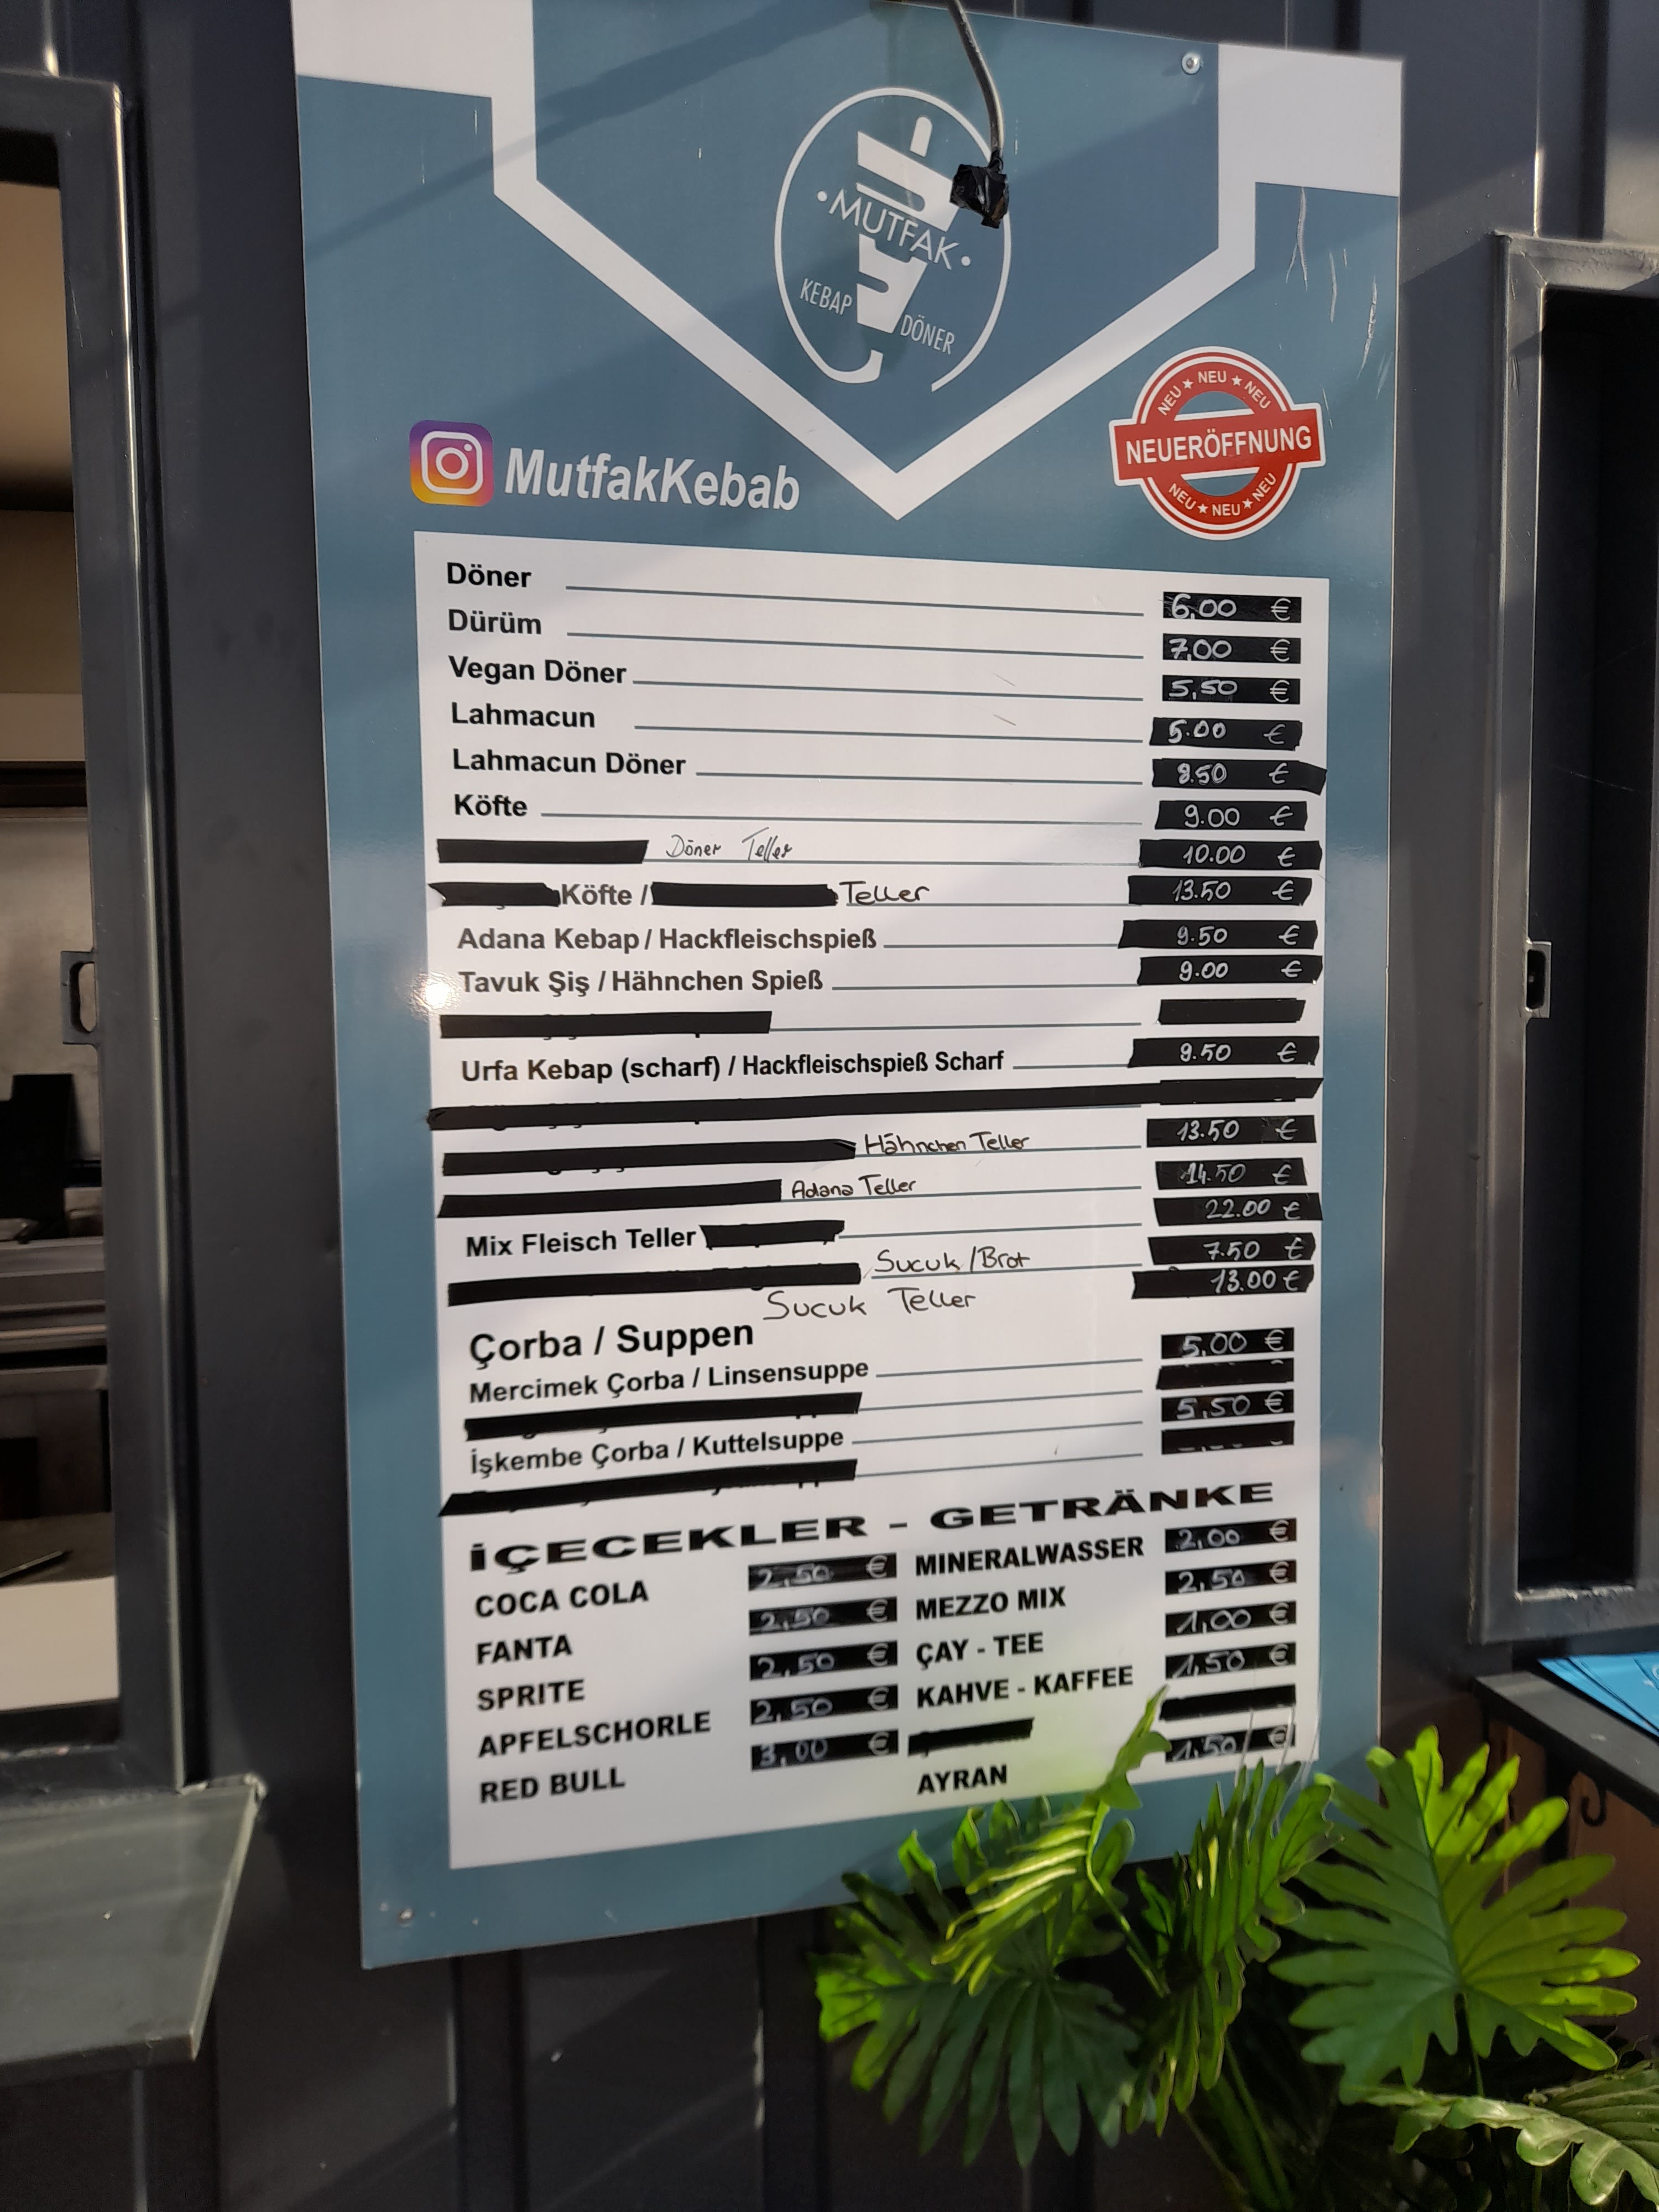 ·MUTFAK·
KEBAP
DÖNER
NEU ★ NEU ★ NEU
NEUERÖFFNUNG
NEU ★ NEU ★ NEU
MutfakKebab
Döner 6,00 €
Dürüm 7,00 €
Vegan Döner 5,50 €
Lahmacun 5.00 €
Lahmacun Döner 8.50 €
Köfte 9.00 €
Döner Teller 10.00 €
Köfte / Teller 13.50 €
Adana Kebap / Hackfleischspieß 9.50 €
Tavuk Şiş / Hähnchen Spieß 9.00 €
Urfa Kebap (scharf) / Hackfleischspieß Scharf 9.50 €
Hähnchen Teller 13.50 €
Adana Teller 14.50 €
Mix Fleisch Teller 22.00 €
Sucuk/Brot 7.50 €
Sucuk Teller 13.00 €
Çorba / Suppen
Mercimek Çorba / Linsensuppe 5,00 €
İşkembe Çorba / Kuttelsuppe 5,50 €
İÇECEKLER - GETRÄNKE
COCA COLA 2,50 € MINERALWASSER 2,00 €
FANTA 2,50 € MEZZO MIX 2,50 €
SPRITE 2,50 € ÇAY - TEE 1,00 €
APFELSCHORLE 2,50 € KAHVE - KAFFEE 1,50 €
RED BULL 3,00 € AYRAN 1,50 €